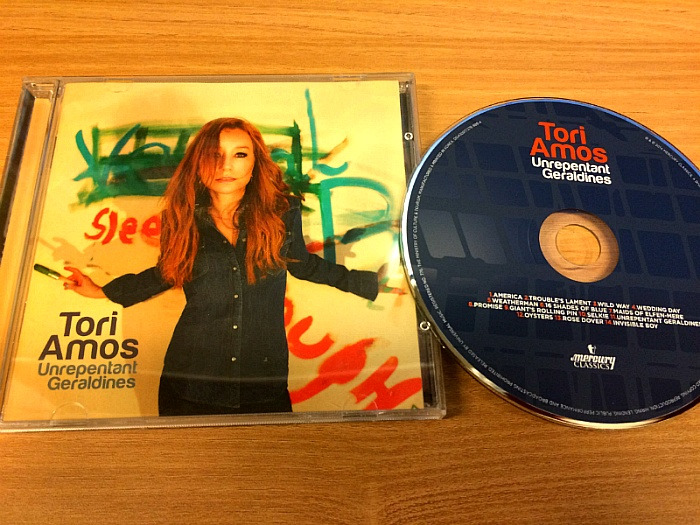 Sleep
Tori
Amos
Unrepentant
Geraldines
Tori
Amos
Unrepentant
Geraldines
1.AMERICA 2.TROUBLE'S LAMENT 3.WILD WAY 4.WEDDING DAY
5.WEATHERMAN 6.16 SHADES OF BLUE 7.MAIDS OF ELFEN-MERE
8.PROMISE 9.GIANT'S ROLLING PIN 10.SELKIE 11.UNREPENTANT GERALDINES
12.OYSTERS 13.ROSE DOVER 14.INVISIBLE BOY
mercury
CLASSICS